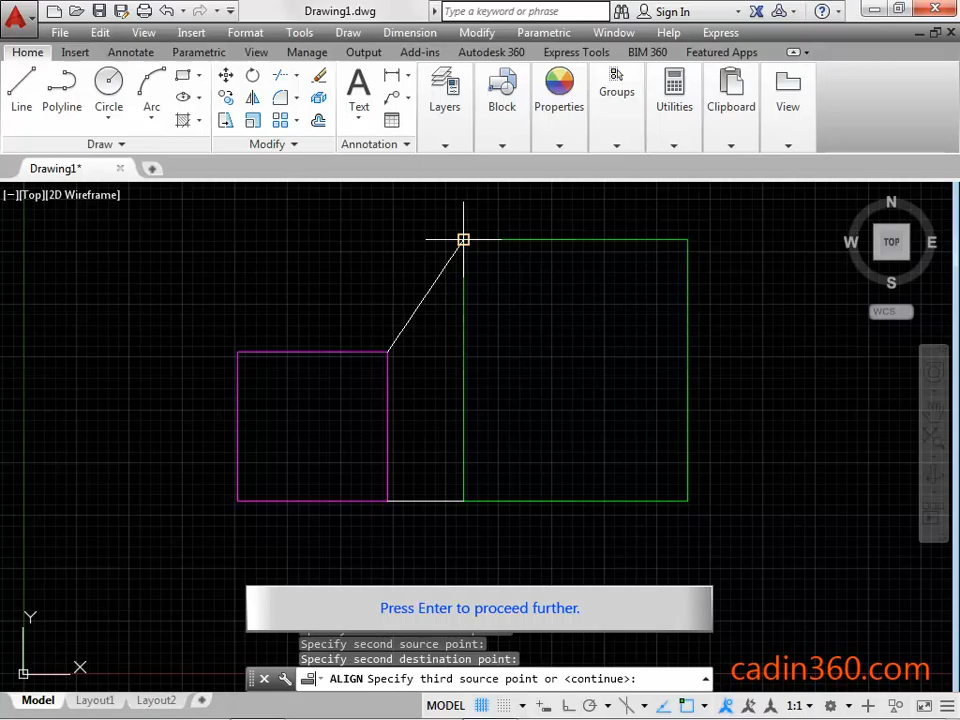 Drawing1.dwg
Type a keyword or phrase
Sign In
File Edit View Insert Format Tools Draw Dimension Modify Parametric Window Help Express
Home Insert Annotate Parametric View Manage Output Add-ins Autodesk 360 Express Tools BIM 360 Featured Apps
Line Polyline Circle Arc Text Layers Block Properties Groups Utilities Clipboard View
Draw Modify Annotation
Drawing1*
[−][Top][2D Wireframe]
N
W TOP E
S
WCS
Y
X
Press Enter to proceed further.
Specify second source point:
Specify second destination point:
ALIGN Specify third source point or <continue>:
cadin360.com
Model Layout1 Layout2 MODEL 1:1